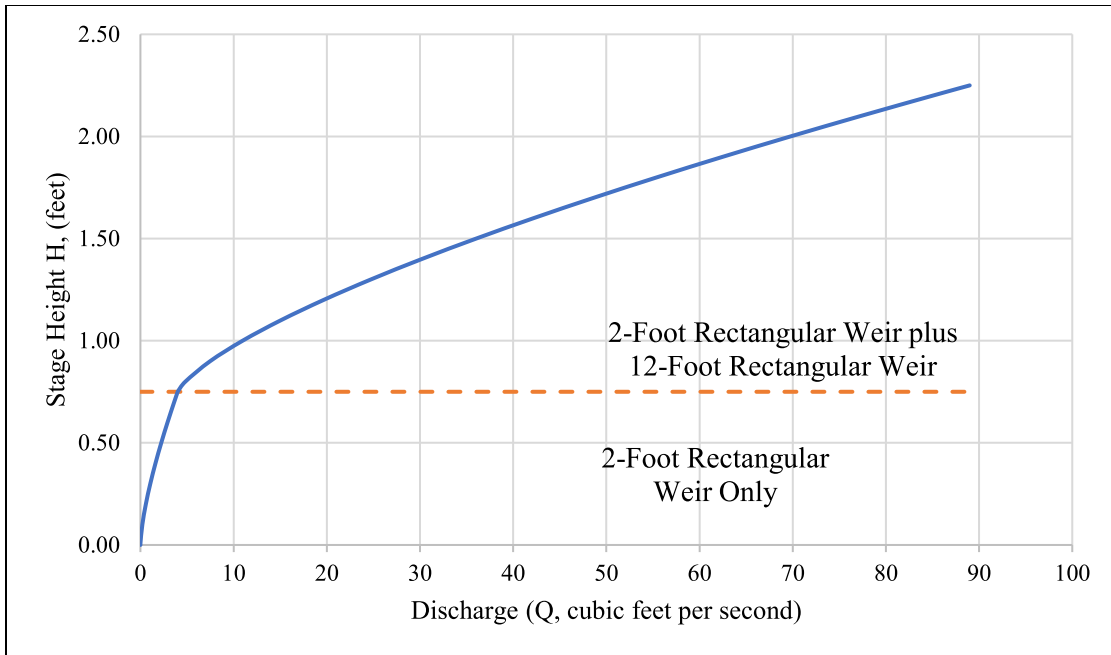 2.50
2.00
1.50
1.00
0.50
0.00
Stage Height H, (feet)
2-Foot Rectangular Weir plus
12-Foot Rectangular Weir
2-Foot Rectangular
Weir Only
0 10 20 30 40 50 60 70 80 90 100
Discharge (Q, cubic feet per second)